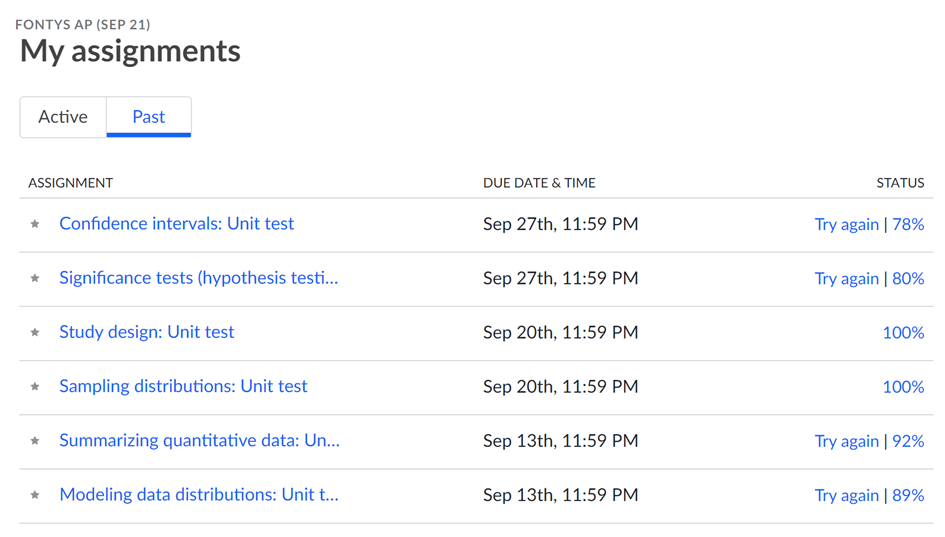 FONTYS AP (SEP 21)
My assignments
Active Past
ASSIGNMENT DUE DATE & TIME STATUS
Confidence intervals: Unit test Sep 27th, 11:59 PM Try again | 78%
Significance tests (hypothesis testi... Sep 27th, 11:59 PM Try again | 80%
Study design: Unit test Sep 20th, 11:59 PM 100%
Sampling distributions: Unit test Sep 20th, 11:59 PM 100%
Summarizing quantitative data: Un... Sep 13th, 11:59 PM Try again | 92%
Modeling data distributions: Unit t... Sep 13th, 11:59 PM Try again | 89%